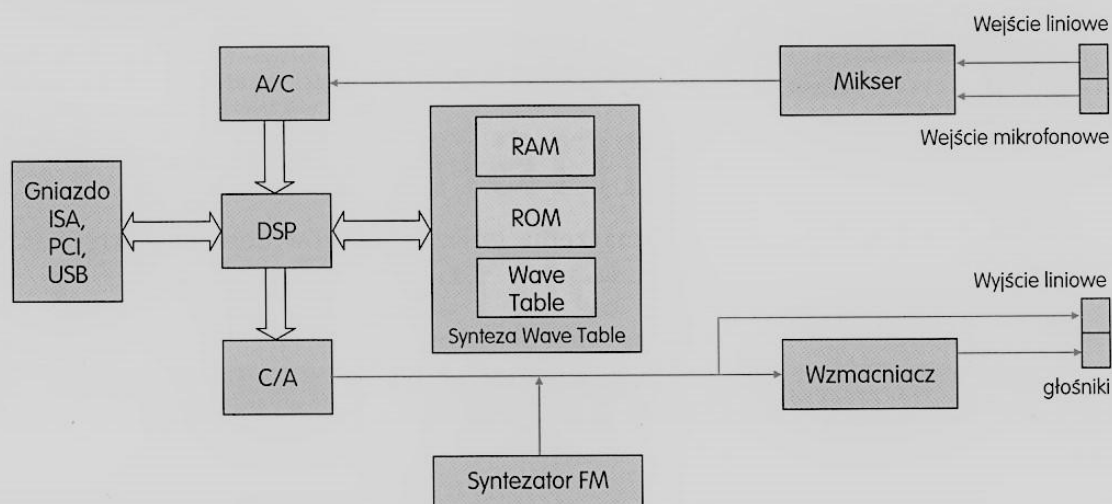 Wejście liniowe
A/C
Mikser
Wejście mikrofonowe
RAM
Gniazdo
ISA,
PCI,
USB
DSP
ROM
Wave
Table
Synteza Wave Table
Wyjście liniowe
C/A
Wzmacniacz
głośniki
Syntezator FM